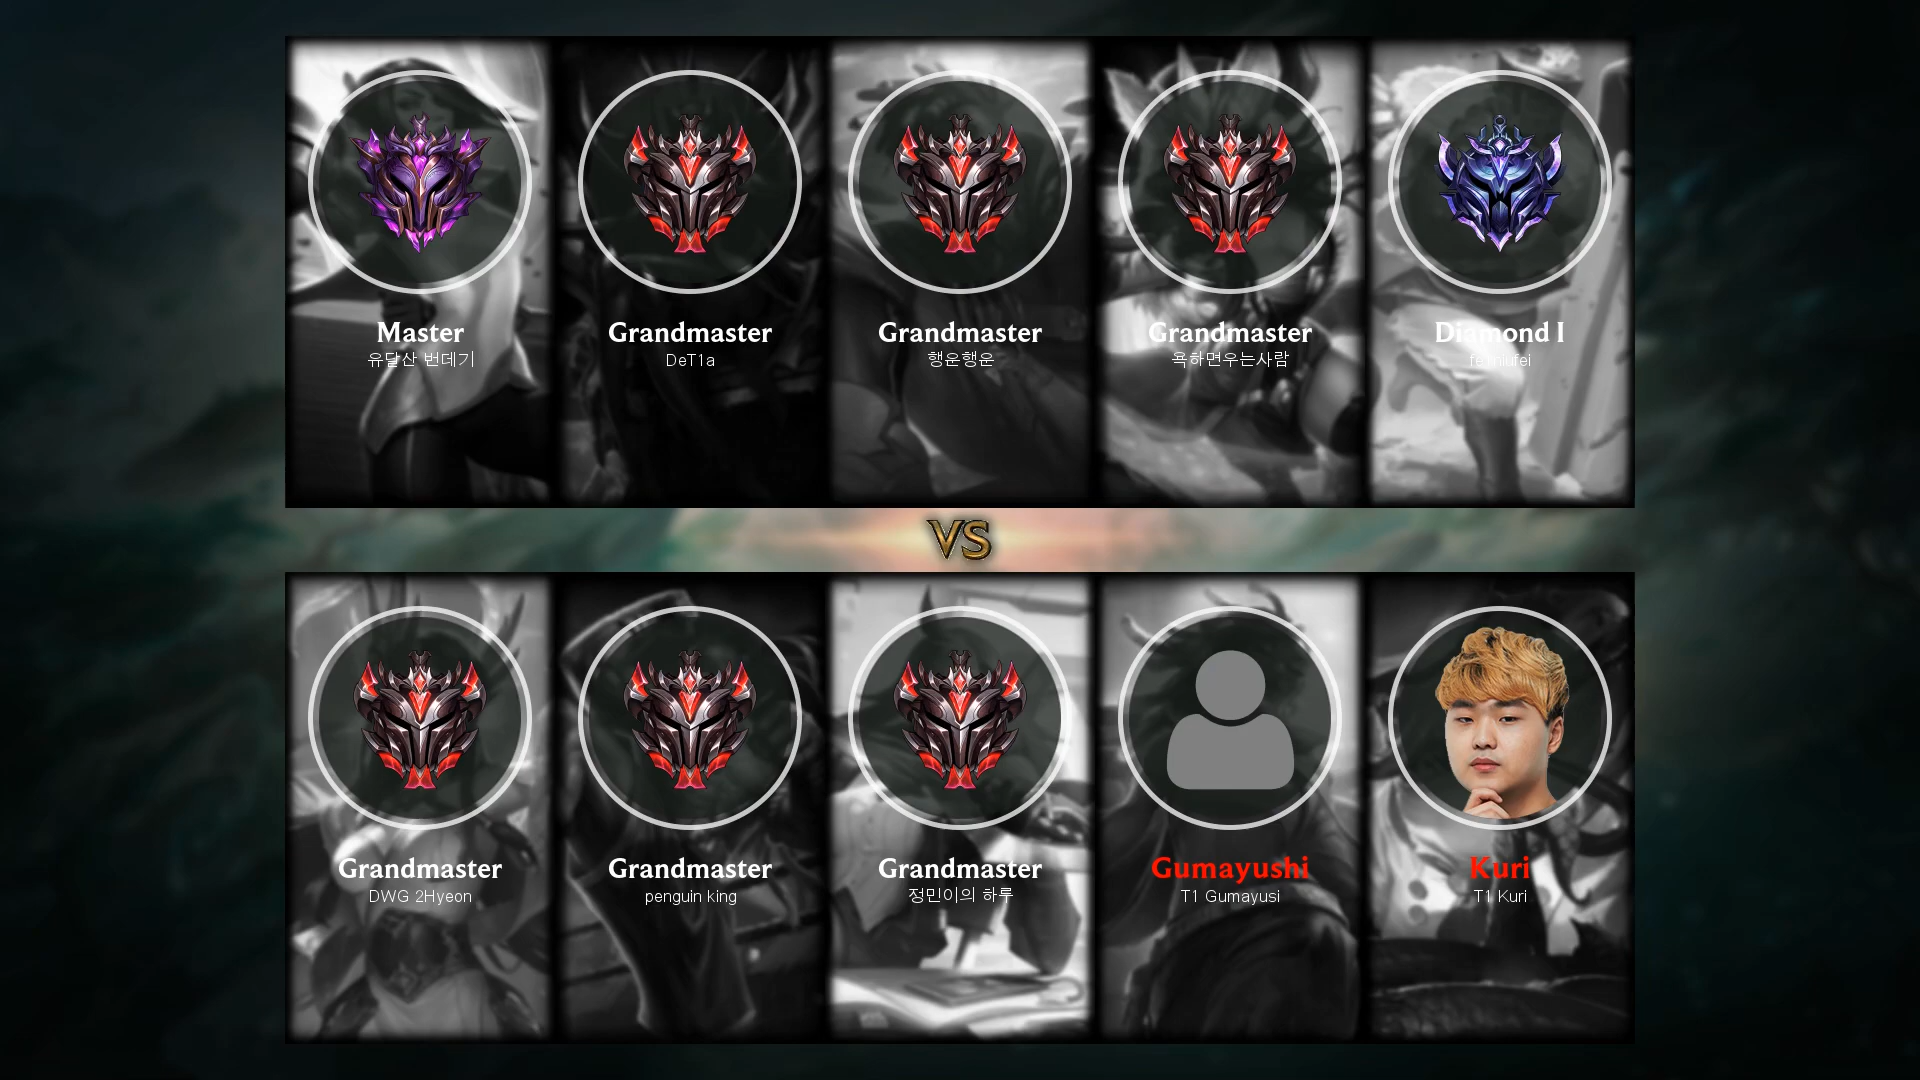 Master
유달산 번데기
Grandmaster
DeT1a
Grandmaster
행운행운
Grandmaster
욕하면우는사람
Diamond I
VS
Grandmaster
DWG 2Hyeon
Grandmaster
penguin king
Grandmaster
정민이의 하루
Gumayushi
T1 Gumayusi
Kuri
T1 Kuri